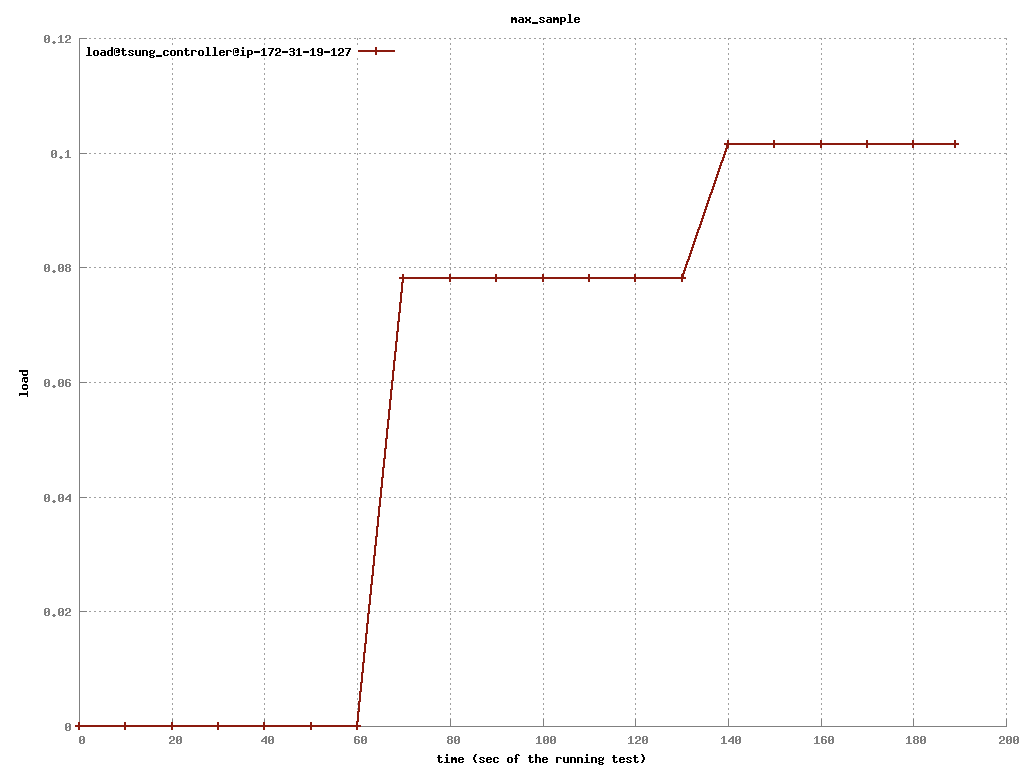 max_sample
load@tsung_controller@ip-172-31-19-127
0.12
0.1
0.08
0.06
0.04
0.02
0
load
0 20 40 60 80 100 120 140 160 180 200
time (sec of the running test)